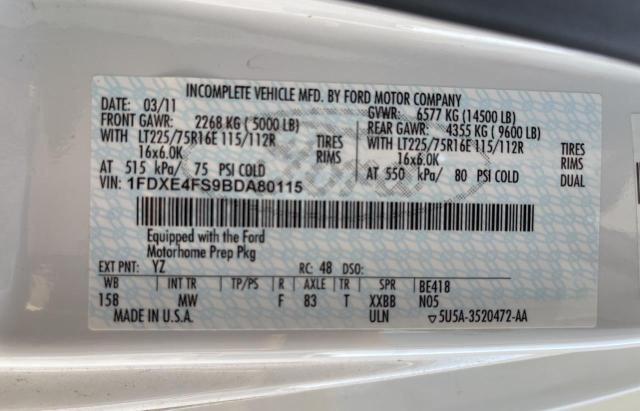 INCOMPLETE VEHICLE MFD. BY FORD MOTOR COMPANY
DATE: 03/11 GVWR: 6577 KG (14500 LB)
FRONT GAWR: 2268 KG ( 5000 LB) REAR GAWR: 4355 KG ( 9600 LB)
WITH LT225/75R16E 115/112R TIRES WITH LT225/75R16E 115/112R TIRES
16x6.0K RIMS 16x6.0K RIMS
AT 515 kPa/ 75 PSI COLD AT 550 kPa/ 80 PSI COLD DUAL
VIN: 1FDXE4FS9BDA80115
Equipped with the Ford
Motorhome Prep Pkg
EXT PNT: YZ RC: 48 DSO:
WB INT TR TP/PS R AXLE TR SPR BE418
158 MW F 83 T XXBB N05
MADE IN U.S.A. ULN ▽5U5A-3520472-AA